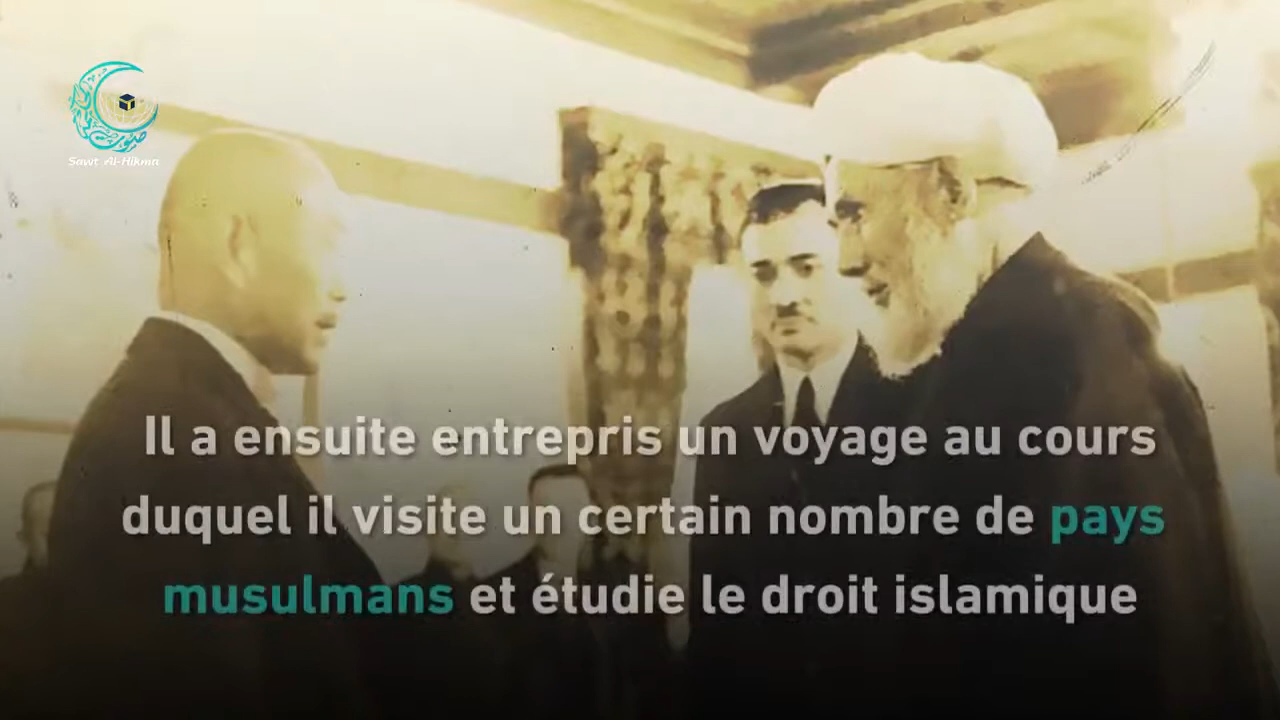 Sawt Al-Hikma
Il a ensuite entrepris un voyage au cours
duquel il visite un certain nombre de pays
musulmans et étudie le droit islamique